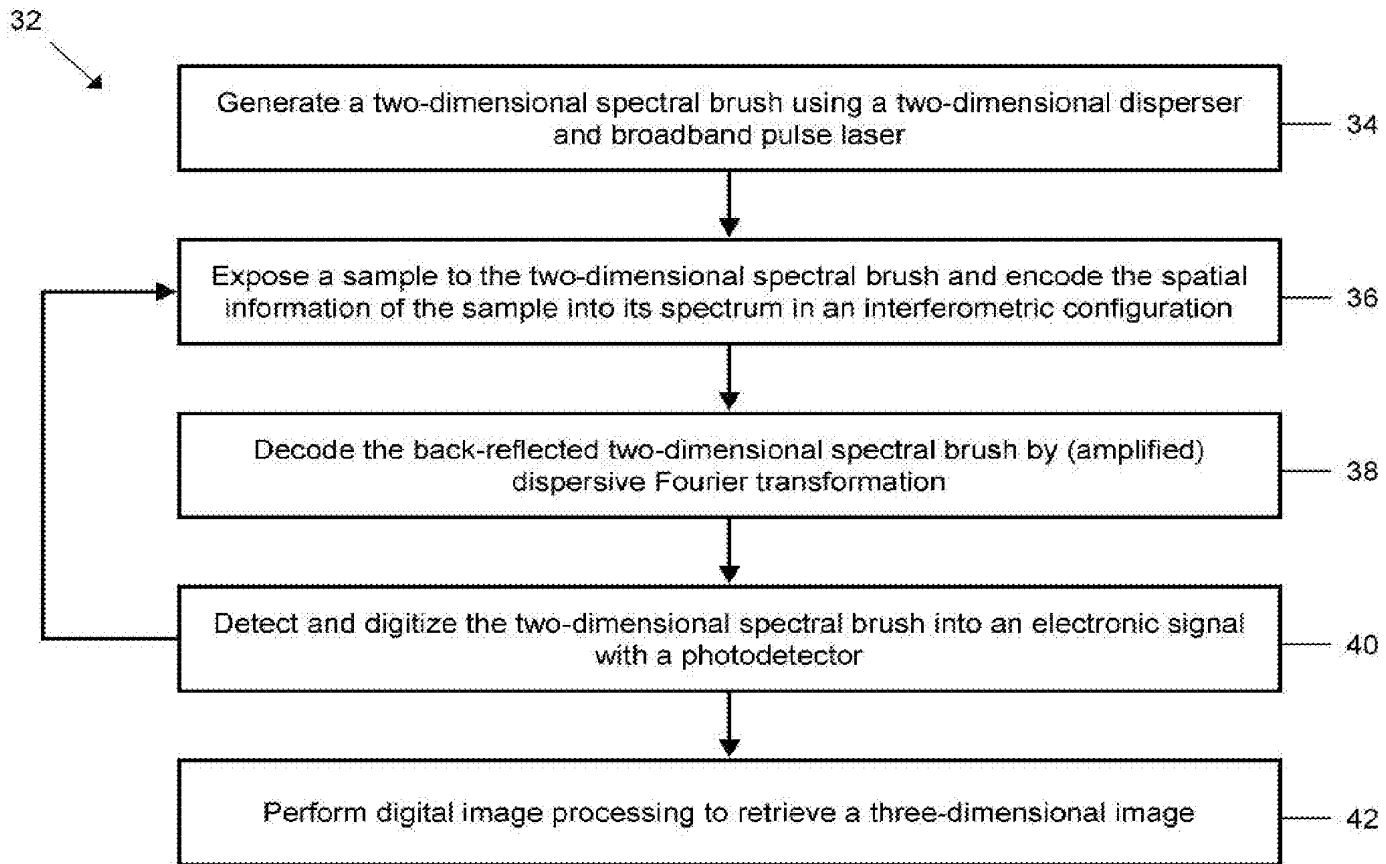 32
Generate a two-dimensional spectral brush using a two-dimensional disperser
and broadband pulse laser
34
Expose a sample to the two-dimensional spectral brush and encode the spatial
information of the sample into its spectrum in an interferometric configuration
36
Decode the back-reflected two-dimensional spectral brush by (amplified)
dispersive Fourier transformation
38
Detect and digitize the two-dimensional spectral brush into an electronic signal
with a photodetector
40
Perform digital image processing to retrieve a three-dimensional image
42